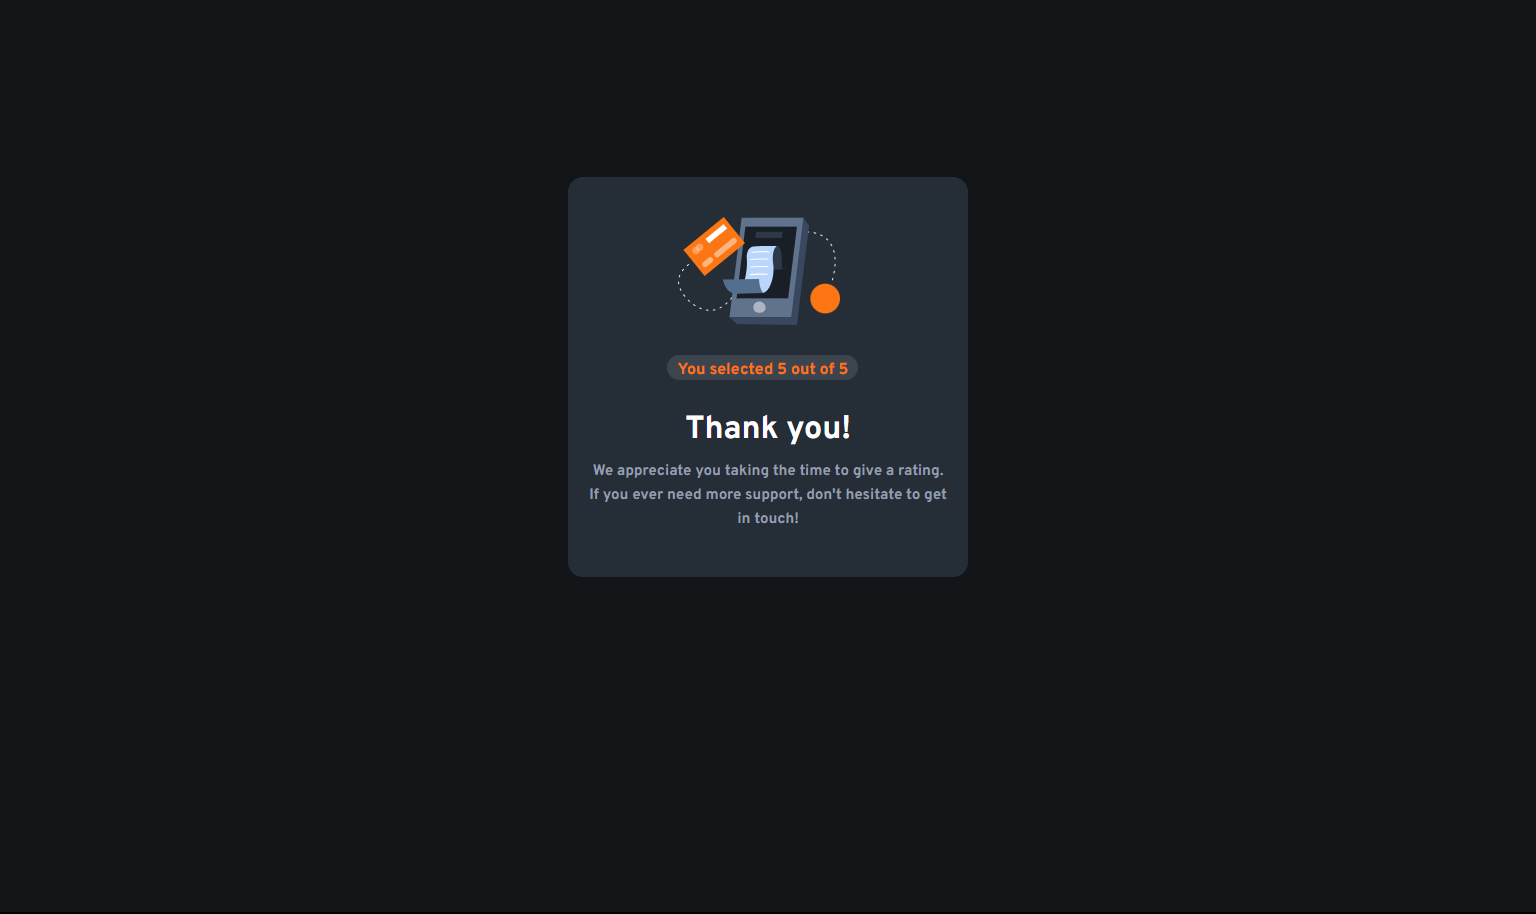 You selected 5 out of 5
Thank you!
We appreciate you taking the time to give a rating.
If you ever need more support, don't hesitate to get
in touch!